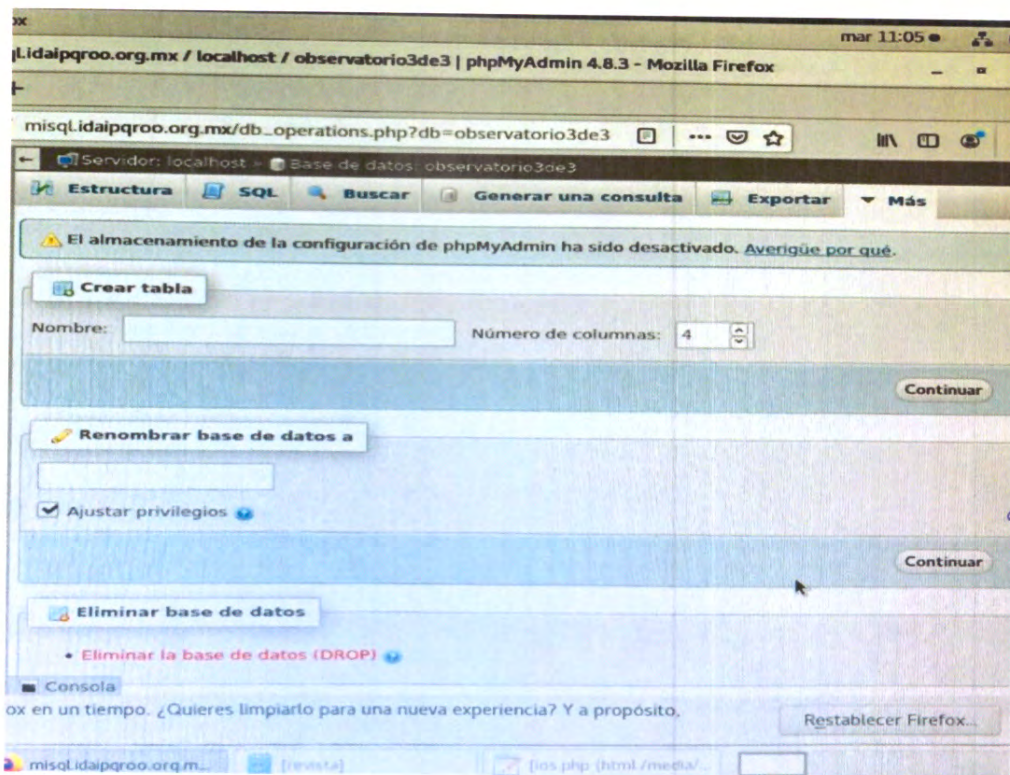 ox
mar 11:05
l.idaipqroo.org.mx / localhost / observatorio3de3 | phpMyAdmin 4.8.3 - Mozilla Firefox
misql.idaipqroo.org.mx/db_operations.php?db=observatorio3de3
Servidor: localhost » Base de datos: observatorio3de3
Estructura SQL Buscar Generar una consulta Exportar Más
El almacenamiento de la configuración de phpMyAdmin ha sido desactivado. Averigüe por qué.
Crear tabla
Nombre: Número de columnas: 4
Continuar
Renombrar base de datos a
Ajustar privilegios
Continuar
Eliminar base de datos
• Eliminar la base de datos (DROP)
Consola
ox en un tiempo. ¿Quieres limpiarlo para una nueva experiencia? Y a propósito,
Restablecer Firefox...
misql.idaipqroo.org.m... [revista]